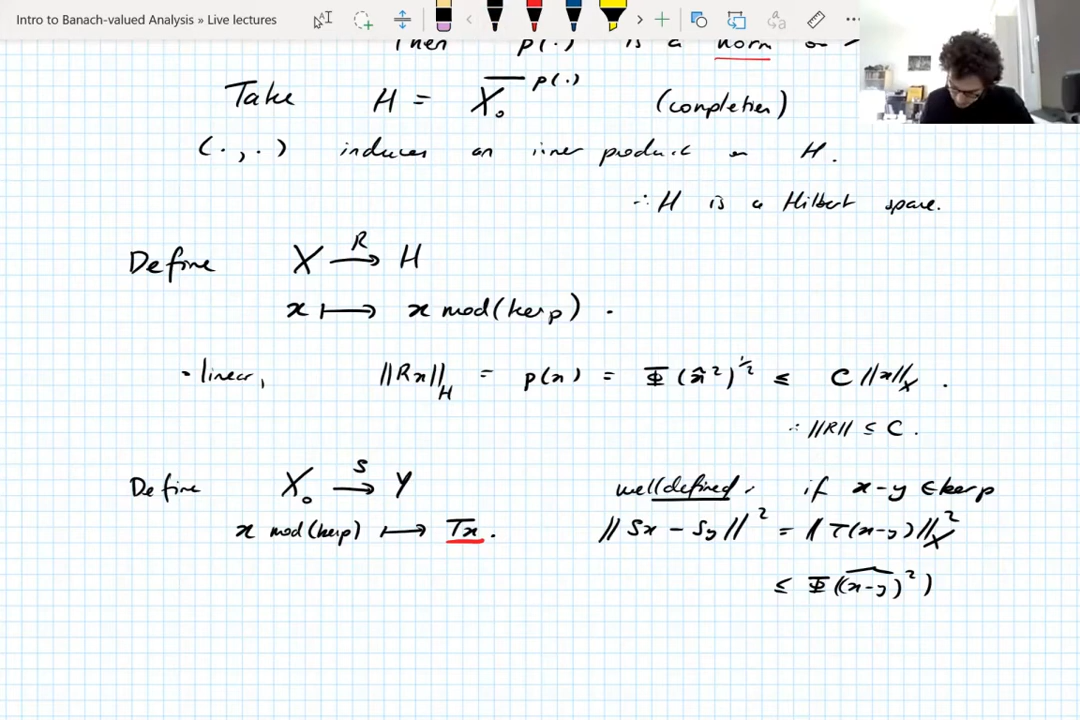 Intro to Banach-valued Analysis » Live lectures
Then p(·) is a norm on
Take H = X̄₀^p(·) (completion)
(·,·) induces an inner product on H.
∴ H is a Hilbert space.
Define X →^R H
x ⟼ x mod(ker p).
- linear, ||Rx||_H = p(x) = Φ(x̂²)^1/2 ≤ C ||x||_X.
∴ ||R|| ≤ C.
Define X₀ →^S Y well defined: if x-y ∈ ker p
x mod(ker p) ⟼ Tx. ||Sx - Sy||² = ||T(x-y)||_X²
≤ Φ((x-y)^²)